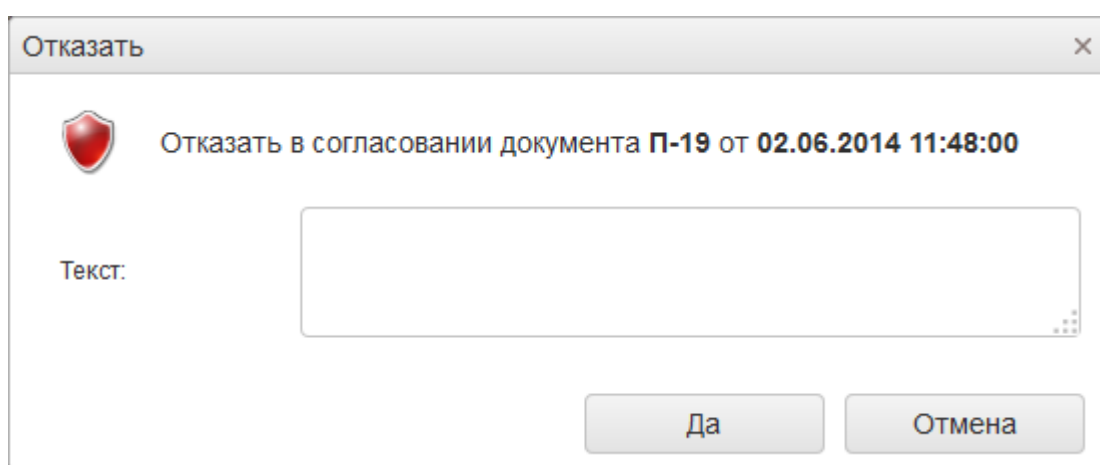 Отказать
Отказать в согласовании документа П-19 от 02.06.2014 11:48:00
Текст:
Да Отмена